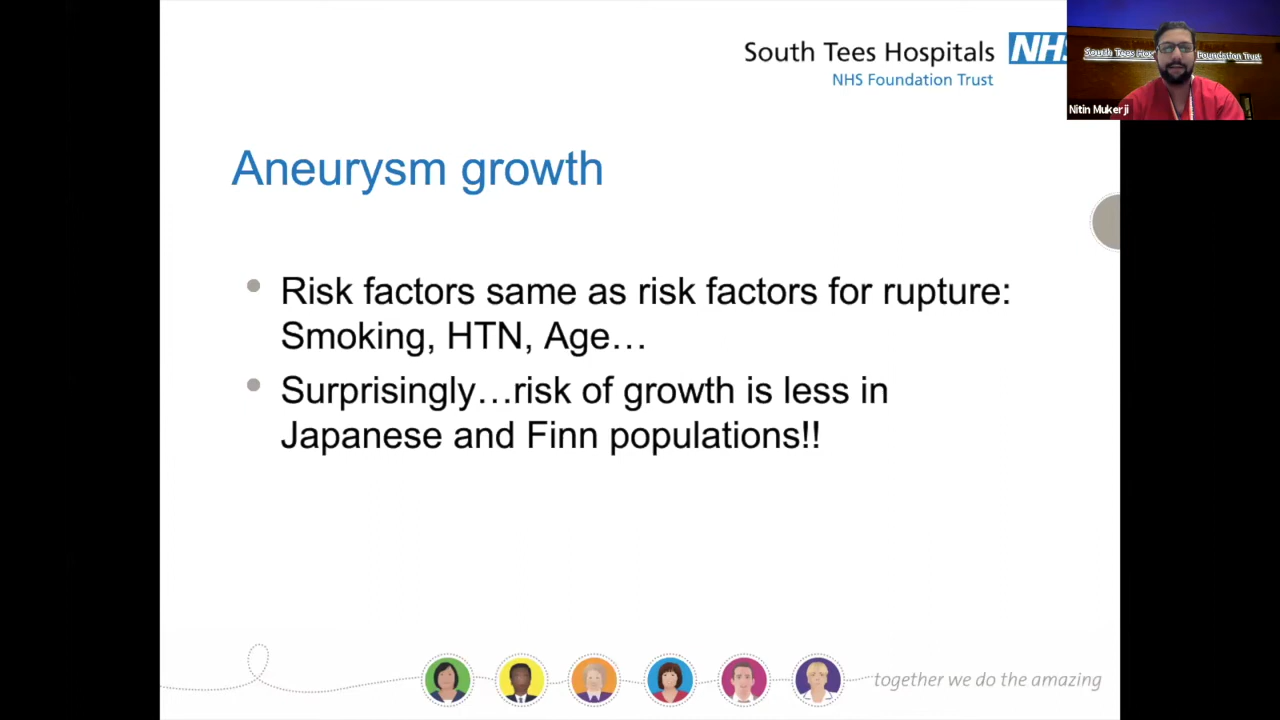 South Tees Hospitals NHS
NHS Foundation Trust
South Tees Hos Foundation Trust
Nitin Mukerji
Aneurysm growth
Risk factors same as risk factors for rupture:
Smoking, HTN, Age…
Surprisingly…risk of growth is less in
Japanese and Finn populations!!
together we do the amazing